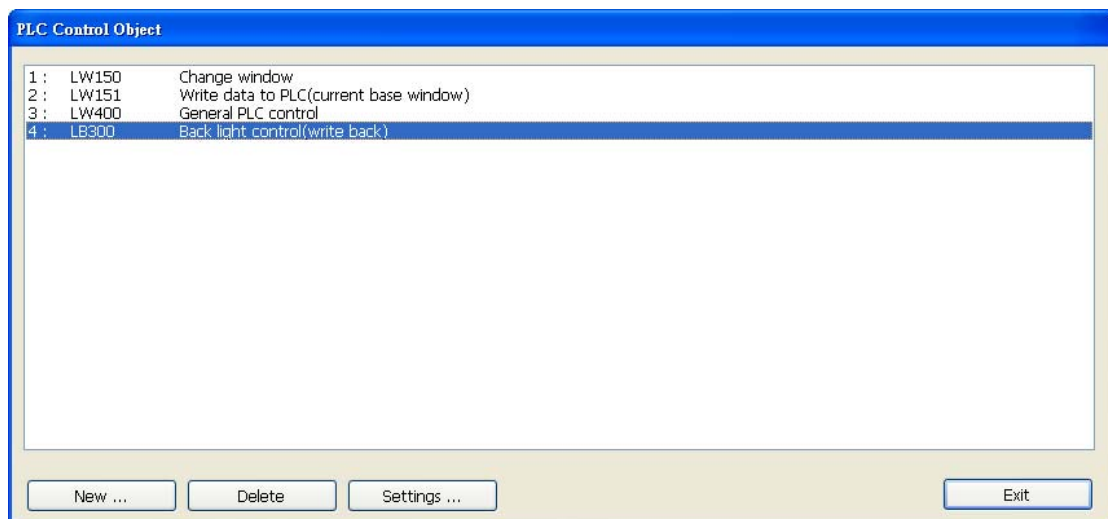 PLC Control Object
1 : LW150 Change window
2 : LW151 Write data to PLC(current base window)
3 : LW400 General PLC control
4 : LB300 Back light control(write back)
New ... Delete Settings ... Exit